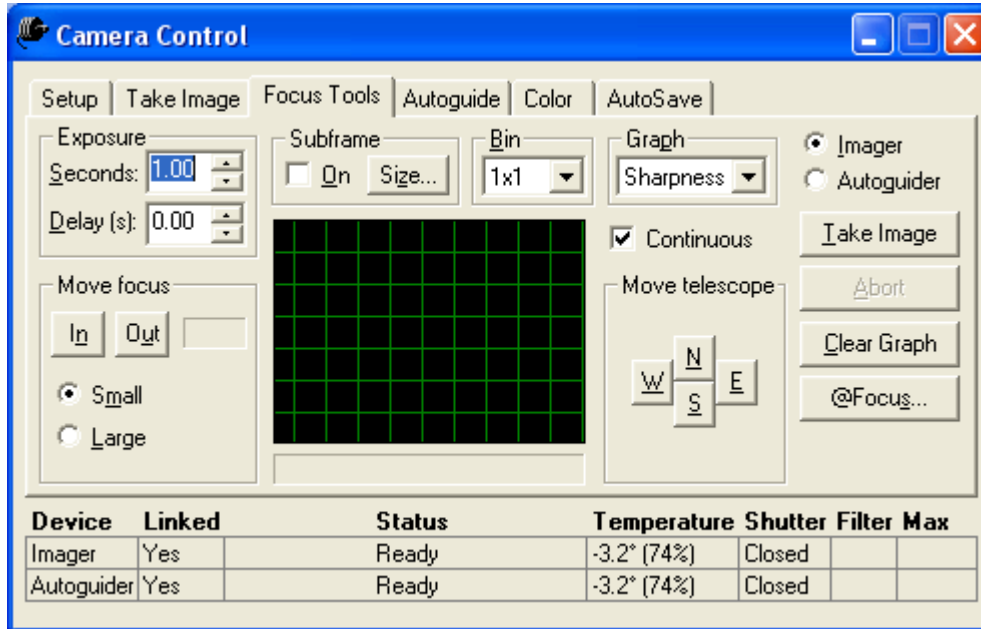 Camera Control
Setup Take Image Focus Tools Autoguide Color AutoSave
Exposure
Seconds: 1.00
Delay (s): 0.00
Subframe
On Size...
Bin
1x1
Graph
Sharpness
Imager
Autoguider
Continuous
Take Image
Abort
Clear Graph
@Focus...
Move focus
In Out
Small
Large
Move telescope
N
W E
S
Device Linked Status Temperature Shutter Filter Max
Imager Yes Ready -3.2° (74%) Closed
Autoguider Yes Ready -3.2° (74%) Closed